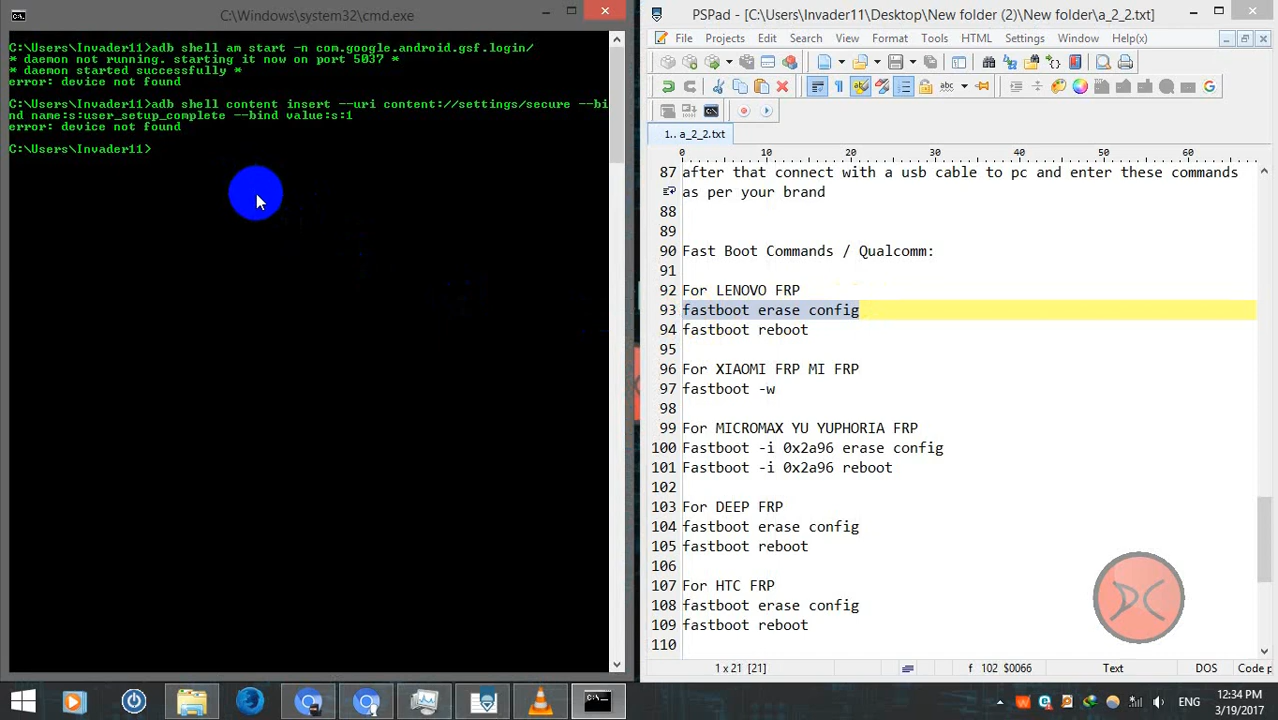 C:\Windows\system32\cmd.exe
C:\Users\Invader11>adb shell am start -n com.google.android.gsf.login/
* daemon not running. starting it now on port 5037 *
* daemon started successfully *
error: device not found
C:\Users\Invader11>adb shell content insert --uri content://settings/secure --bi
nd name:s:user_setup_complete --bind value:s:1
error: device not found
C:\Users\Invader11>
PSPad - [C:\Users\Invader11\Desktop\New folder (2)\New folder\a_2_2.txt]
File Projects Edit Search View Format Tools HTML Settings Window Help
1.. a_2_2.txt
0 10 20 30 40 50 60
87 after that connect with a usb cable to pc and enter these commands
as per your brand
88
89
90 Fast Boot Commands / Qualcomm:
91
92 For LENOVO FRP
93 fastboot erase config
94 fastboot reboot
95
96 For XIAOMI FRP MI FRP
97 fastboot -w
98
99 For MICROMAX YU YUPHORIA FRP
100 Fastboot -i 0x2a96 erase config
101 Fastboot -i 0x2a96 reboot
102
103 For DEEP FRP
104 fastboot erase config
105 fastboot reboot
106
107 For HTC FRP
108 fastboot erase config
109 fastboot reboot
110
1 x 21 [21] f 102 $0066 Text DOS Code p
ENG
12:34 PM
3/19/2017